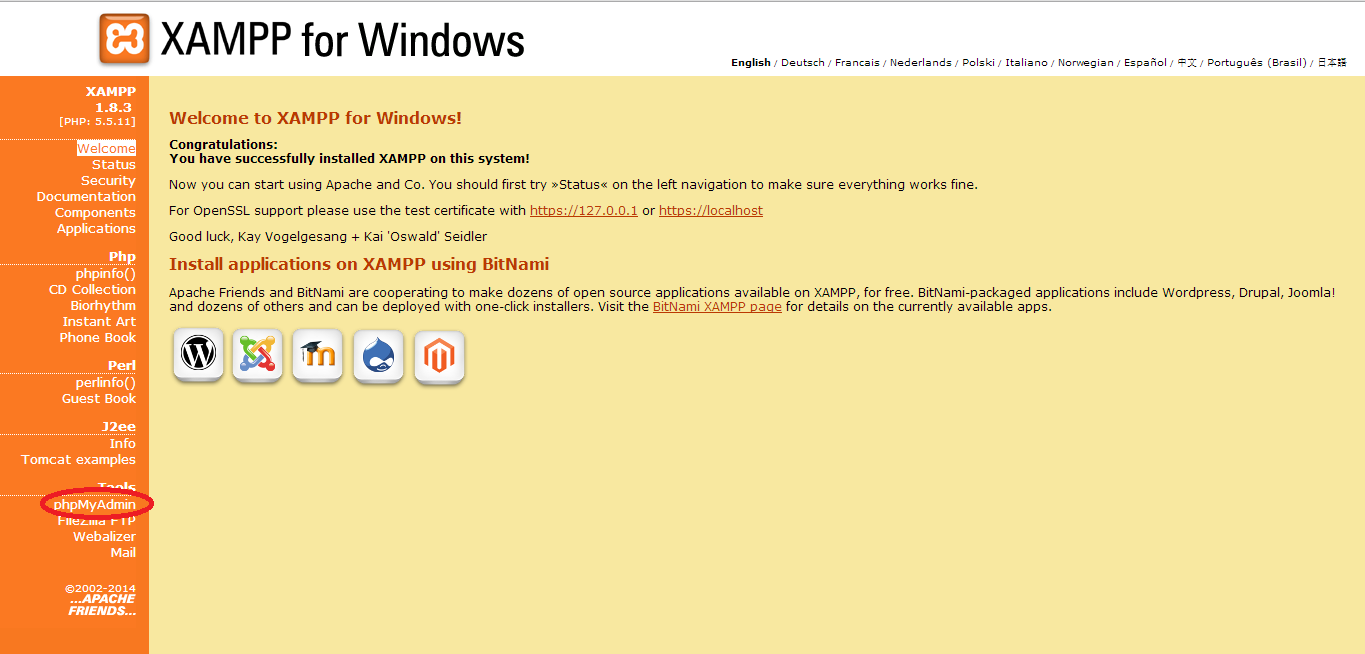 XAMPP for Windows
English / Deutsch / Francais / Nederlands / Polski / Italiano / Norwegian / Español / 中文 / Português (Brasil) / 日本語
XAMPP
1.8.3
[PHP: 5.5.11]
Welcome
Status
Security
Documentation
Components
Applications
Php
phpinfo()
CD Collection
Biorhythm
Instant Art
Phone Book
Perl
perlinfo()
Guest Book
J2ee
Info
Tomcat examples
Tools
phpMyAdmin
FileZilla FTP
Webalizer
Mail
©2002-2014
...APACHE
FRIENDS...
Welcome to XAMPP for Windows!
Congratulations:
You have successfully installed XAMPP on this system!
Now you can start using Apache and Co. You should first try »Status« on the left navigation to make sure everything works fine.
For OpenSSL support please use the test certificate with https://127.0.0.1 or https://localhost
Good luck, Kay Vogelgesang + Kai 'Oswald' Seidler
Install applications on XAMPP using BitNami
Apache Friends and BitNami are cooperating to make dozens of open source applications available on XAMPP, for free. BitNami-packaged applications include Wordpress, Drupal, Joomla!
and dozens of others and can be deployed with one-click installers. Visit the BitNami XAMPP page for details on the currently available apps.